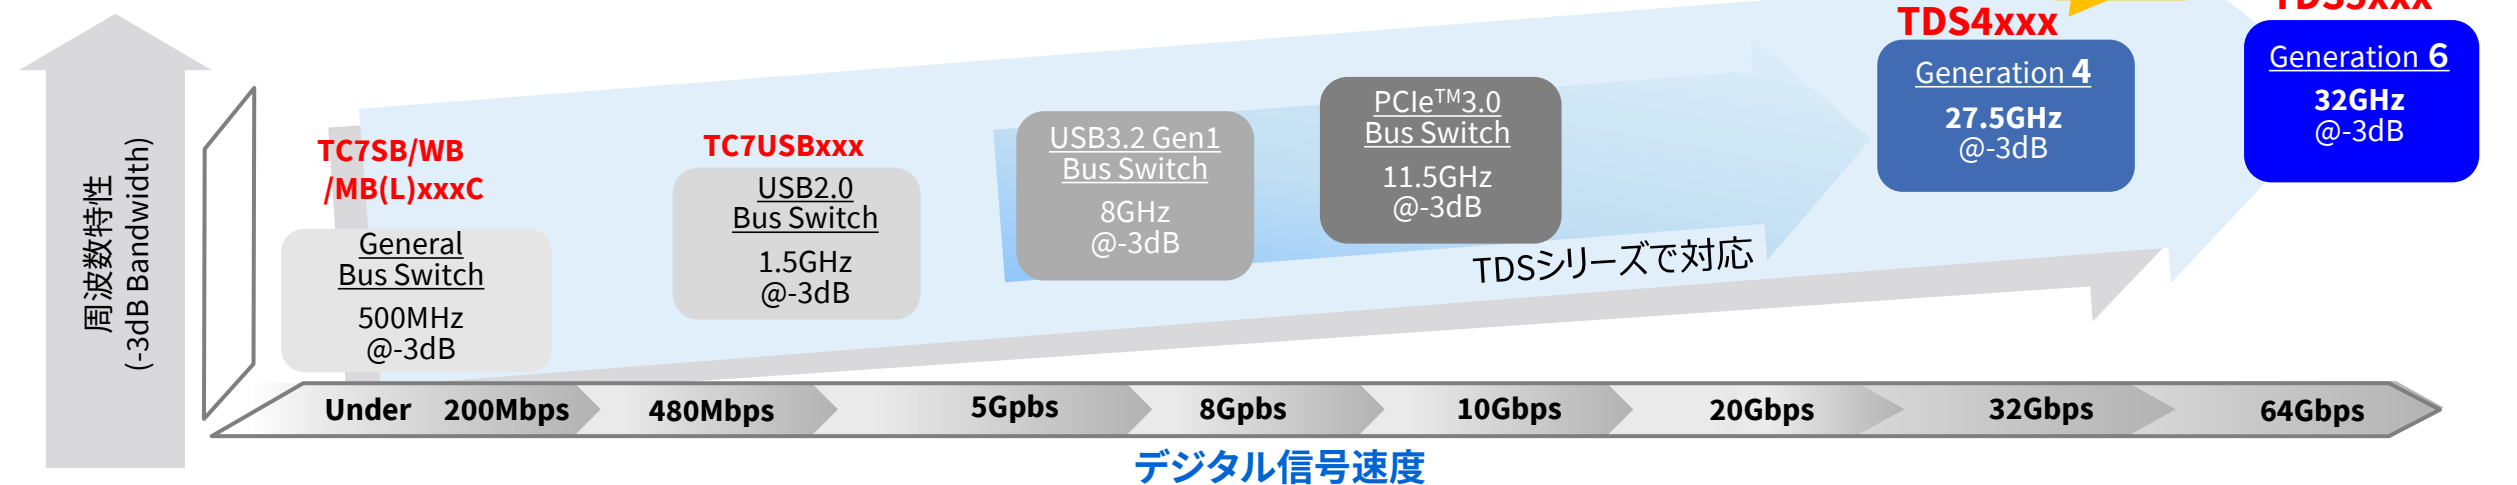 周波数特性
(-3dB Bandwidth)
TC7SB/WB
/MB(L)xxxC
General
Bus Switch
500MHz
@-3dB
TC7USBxxx
USB2.0
Bus Switch
1.5GHz
@-3dB
USB3.2 Gen1
Bus Switch
8GHz
@-3dB
PCIe™3.0
Bus Switch
11.5GHz
@-3dB
TDSシリーズで対応
TDS4xxx
Generation 4
27.5GHz
@-3dB
TDS5xxx
Generation 6
32GHz
@-3dB
Under 200Mbps
480Mbps
5Gpbs
8Gpbs
10Gbps
20Gbps
32Gbps
64Gbps
デジタル信号速度